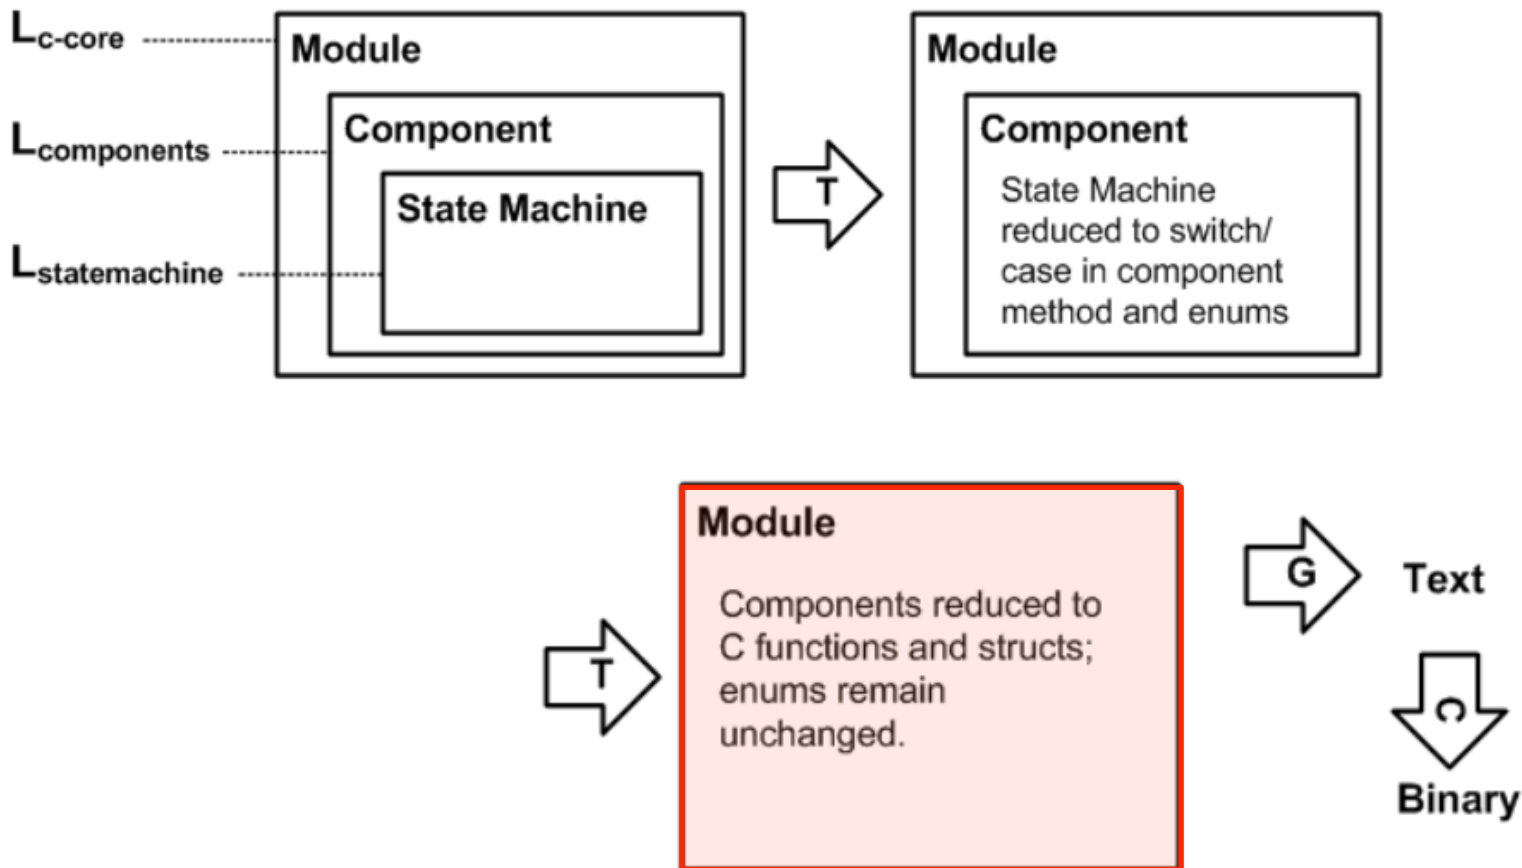 Lc-core
Module
Component
Lcomponents
State Machine
Lstatemachine
T
Module
Component
State Machine
reduced to switch/
case in component
method and enums
T
Module
Components reduced to
C functions and structs;
enums remain
unchanged.
G
Text
C
Binary